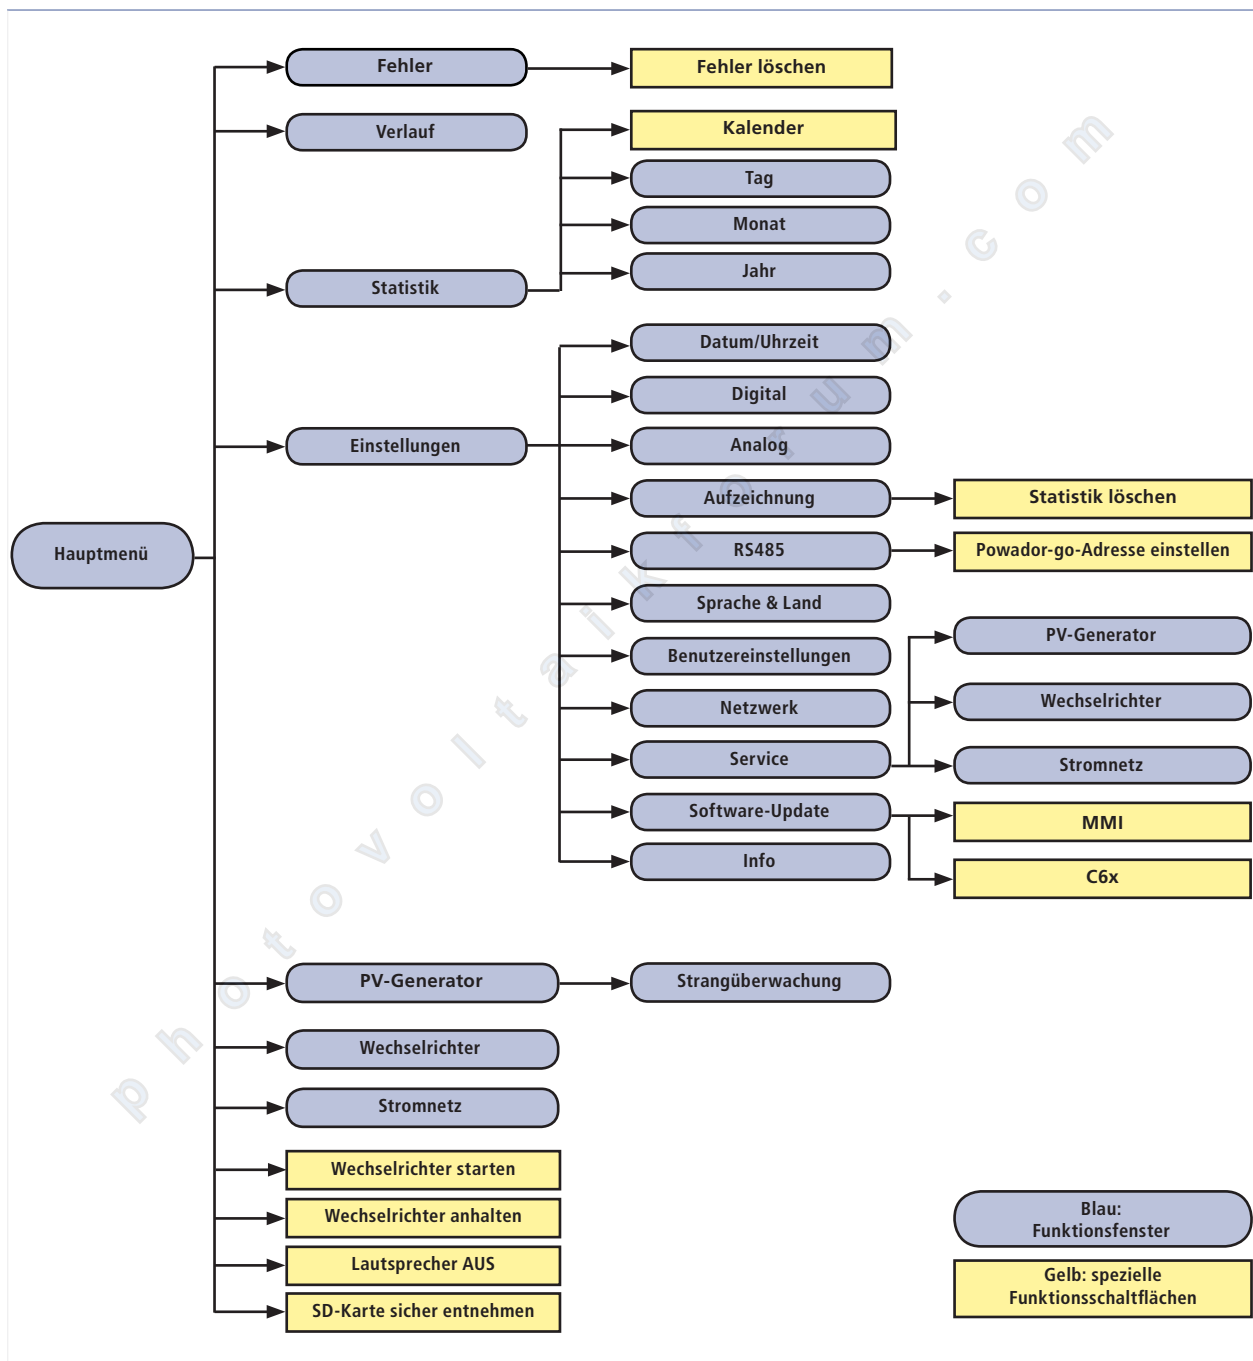 Fehler
Fehler löschen
Verlauf
Kalender
Tag
Monat
Statistik
Jahr
Datum/Uhrzeit
Digital
Einstellungen
Analog
Aufzeichnung
Statistik löschen
Hauptmenü
RS485
Powador-go-Adresse einstellen
Sprache & Land
Benutzereinstellungen
PV-Generator
Netzwerk
Wechselrichter
Service
Stromnetz
Software-Update
MMI
Info
C6x
PV-Generator
Strangüberwachung
Wechselrichter
Stromnetz
Wechselrichter starten
Wechselrichter anhalten
Lautsprecher AUS
SD-Karte sicher entnehmen
Blau:
Funktionsfenster
Gelb: spezielle
Funktionsschaltflächen
photovoltaikforum.com